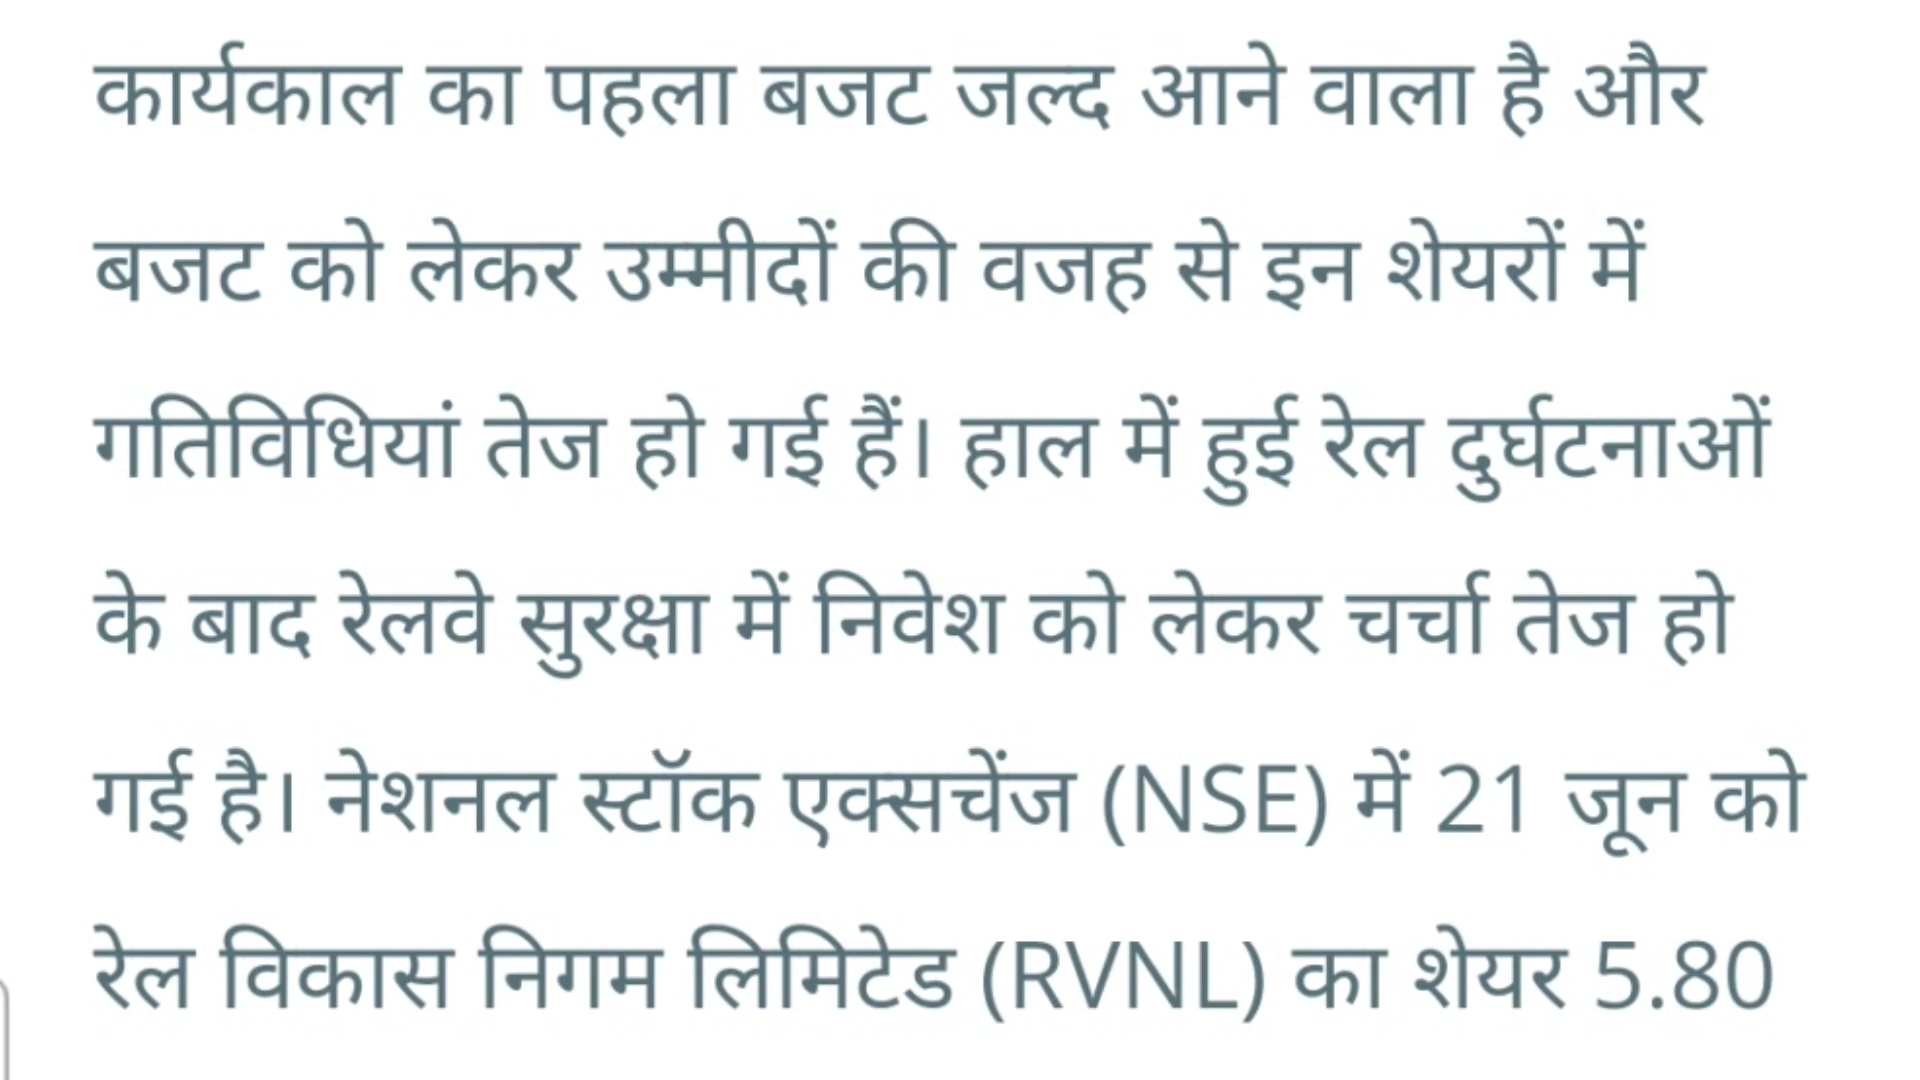 कार्यकाल का पहला बजट जल्द आने वाला है और
बजट को लेकर उम्मीदों की वजह से इन शेयरों में
गतिविधियां तेज हो गई हैं। हाल में हुई रेल दुर्घटनाओं
के बाद रेलवे सुरक्षा में निवेश को लेकर चर्चा तेज हो
गई है। नेशनल स्टॉक एक्सचेंज (NSE) में 21 जून को
रेल विकास निगम लिमिटेड (RVNL) का शेयर 5.80